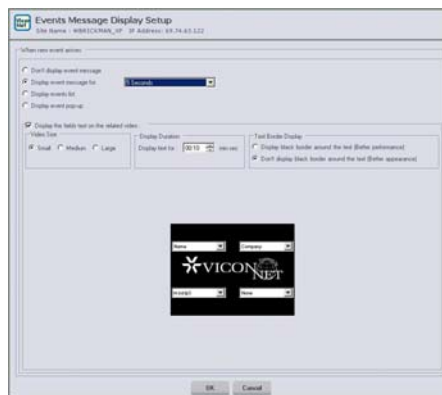 Events Message Display Setup
Site Name : WBRICKMAN_XP IP Address: 69.74.63.122
When new event arrives
Don't display event message
Display event message for: 5 Seconds
Display events list
Display event pop-up
Display the fields text on the related video
Video Size
Small Medium Large
Display Duration
Display text for: 00:10 min:sec
Text Border Display
Display black border around the text (Better performance)
Don't display black border around the text (Better appearance)
Name Company
VICON NET
None
OK Cancel